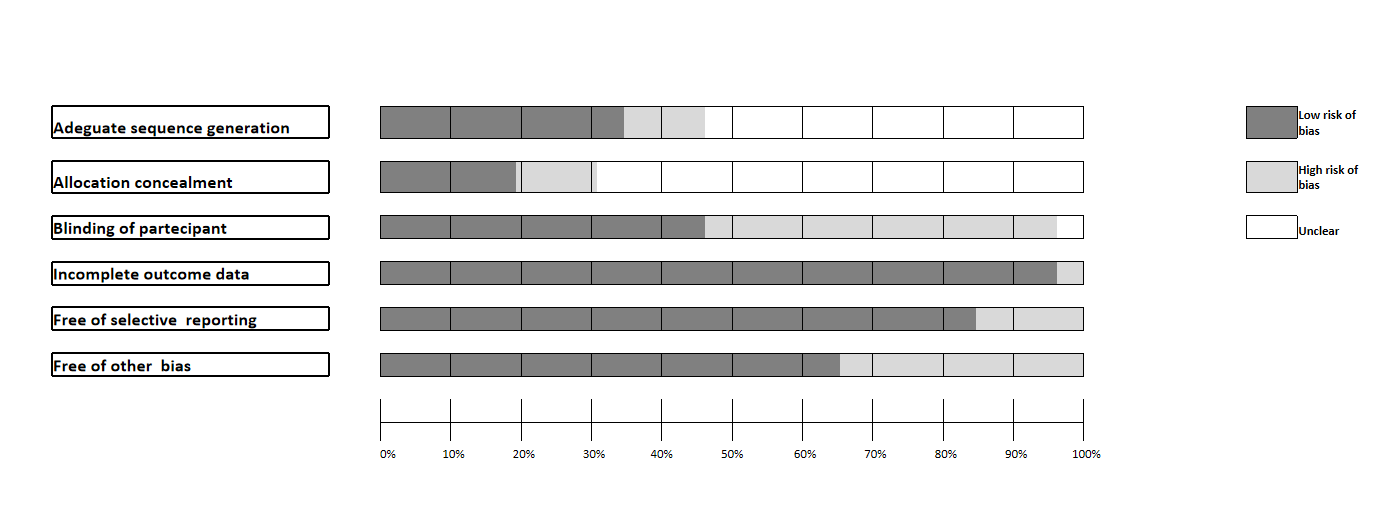 Adeguate sequence generation
Allocation concealment
Blinding of partecipant
Incomplete outcome data
Free of selective  reporting
Free of other  bias
0% 10% 20% 30% 40% 50% 60% 70% 80% 90% 100%
Low risk of
bias
High risk of
bias
Unclear